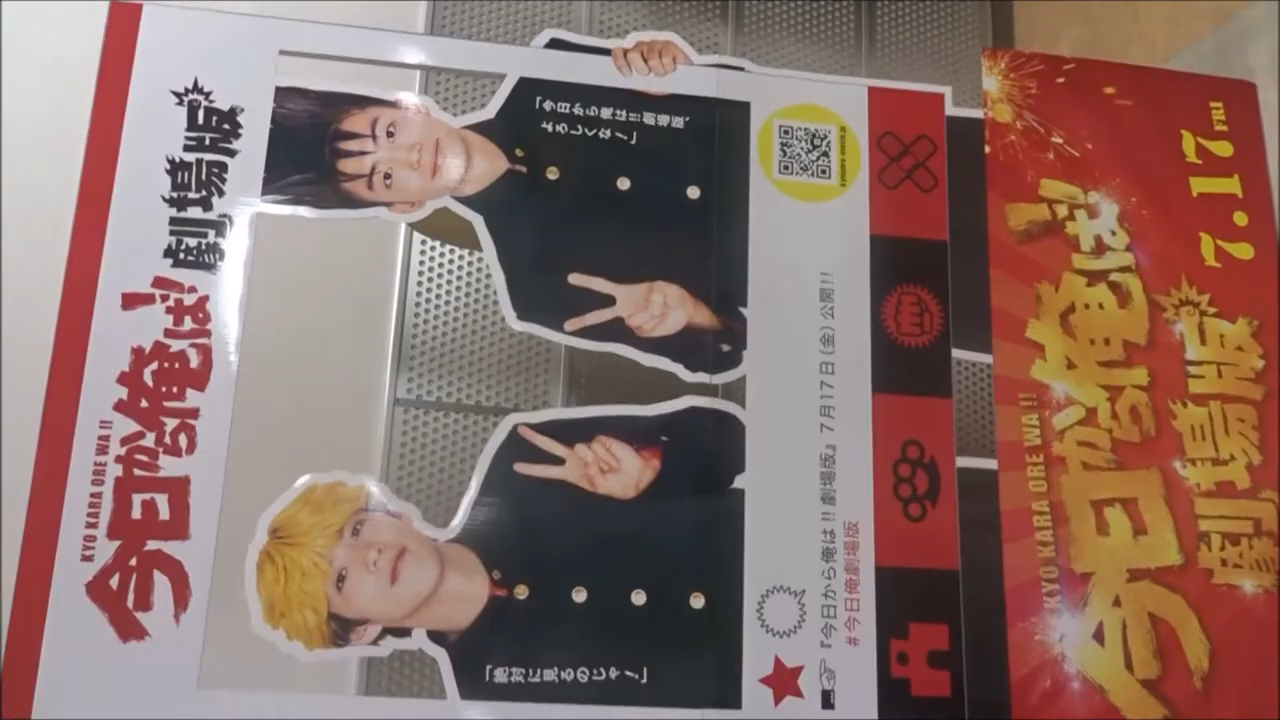 KYO KARA ORE WA !!
今日から俺は!!
劇場版
「今日から俺は!!劇場版、
よろしくな!」
「絶対に見るのじゃ!」
『今日から俺は!!劇場版』7月17日(金)公開!!
#今日俺劇場版
KYO KARA ORE WA !!
今日から俺は!!
劇場版
7.17 FRI